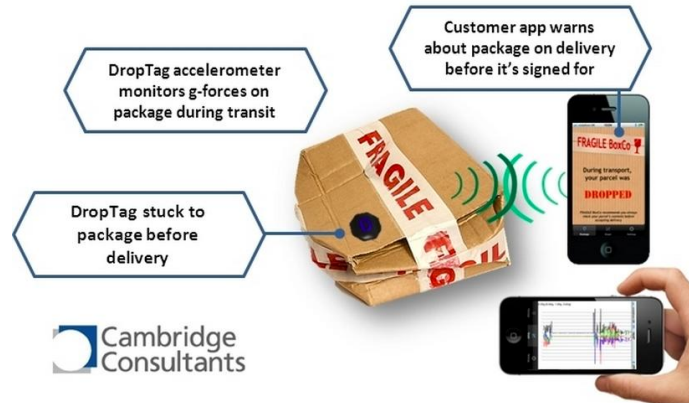 DropTag accelerometer
monitors g-forces on
package during transit
Customer app warns
about package on delivery
before it's signed for
DropTag stuck to
package before
delivery
FRAGILE
FRAGILE BoxCo
During transport,
your parcel was
DROPPED
Cambridge
Consultants